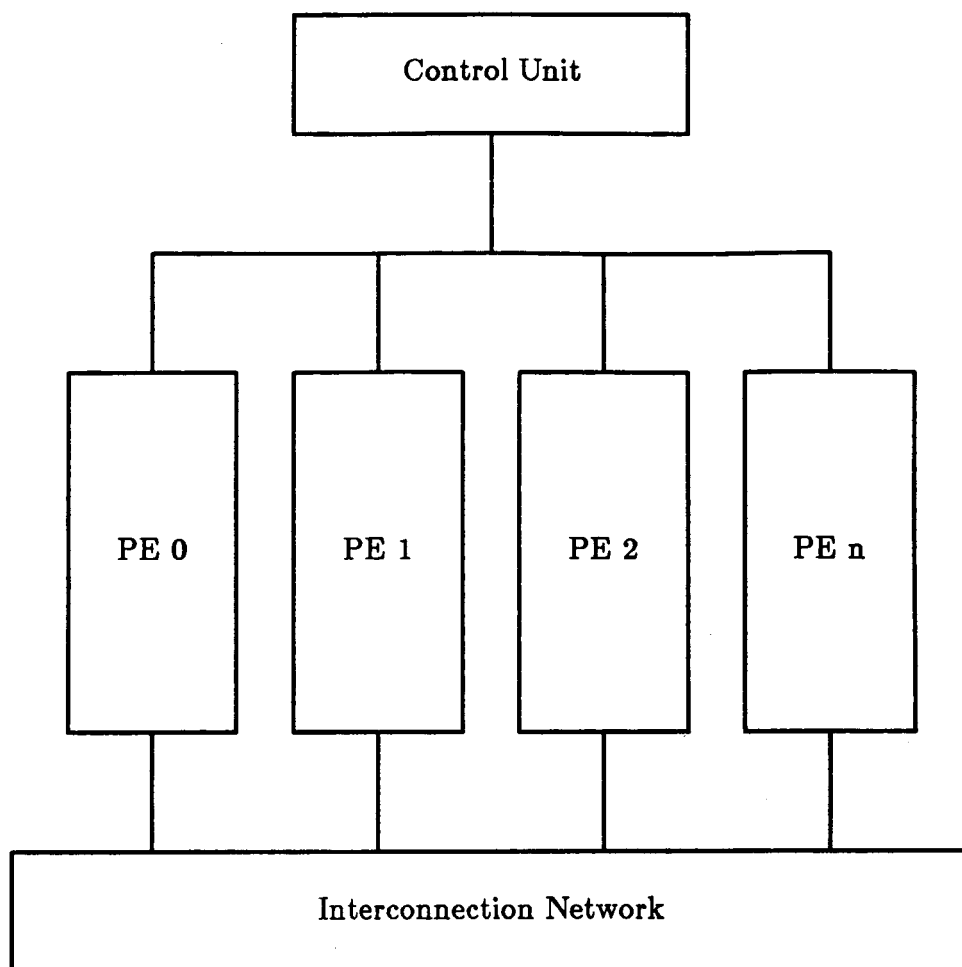 Control Unit
PE 0
PE 1
PE 2
PE n
Interconnection Network